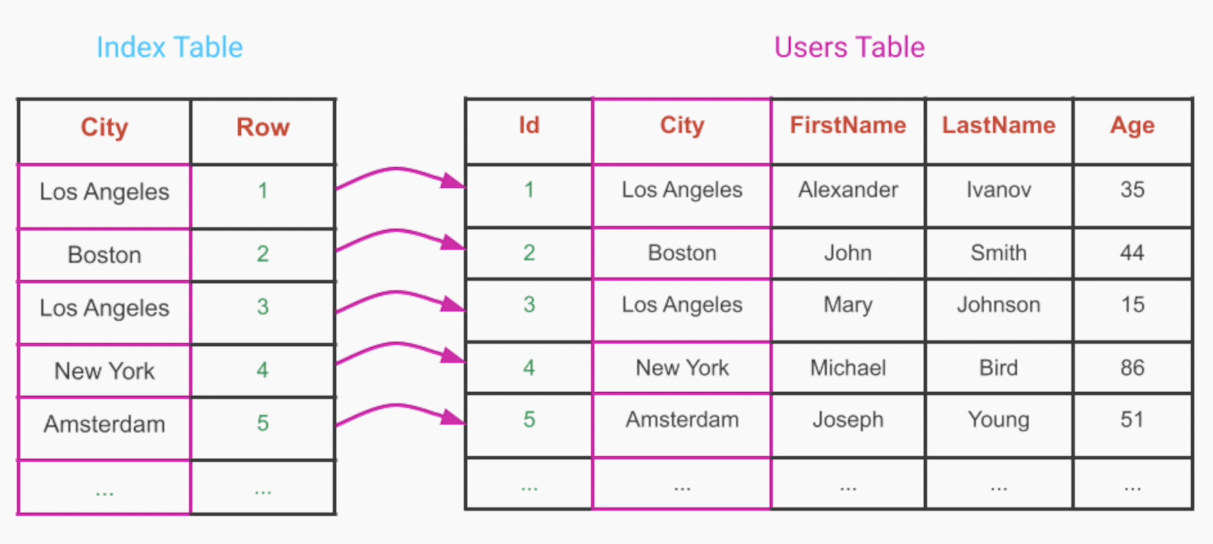 Index Table
City Row
Los Angeles 1
Boston 2
Los Angeles 3
New York 4
Amsterdam 5
... ...
Users Table
Id City FirstName LastName Age
1 Los Angeles Alexander Ivanov 35
2 Boston John Smith 44
3 Los Angeles Mary Johnson 15
4 New York Michael Bird 86
5 Amsterdam Joseph Young 51
... ... ... ... ...